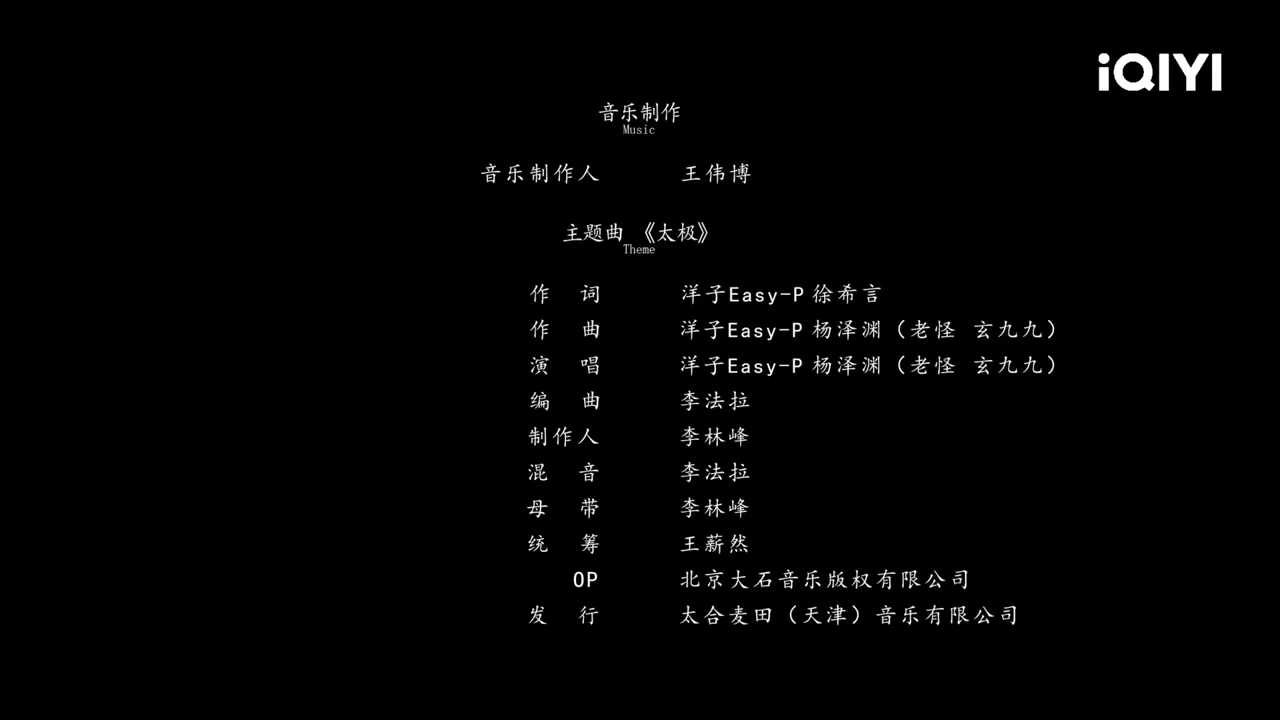 iQIYI
音乐制作
Music
音乐制作人 王伟博
主题曲《太极》
Theme
作 词 洋子Easy-P 徐希言
作 曲 洋子Easy-P 杨泽渊（老怪 玄九九）
演 唱 洋子Easy-P 杨泽渊（老怪 玄九九）
编 曲 李法拉
制作人 李林峰
混 音 李法拉
母 带 李林峰
统 筹 王薪然
OP 北京大石音乐版权有限公司
发 行 太合麦田（天津）音乐有限公司